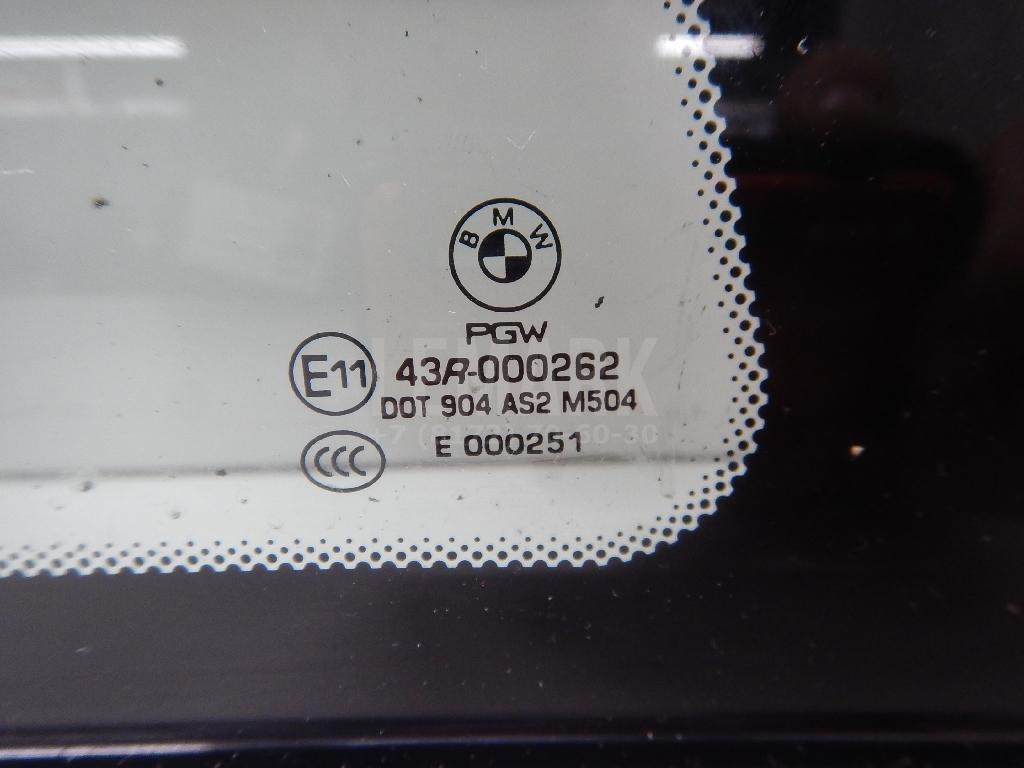 BMW
PGW
E11 43R-000262
DOT 904 AS2 M504
CCC E 000251